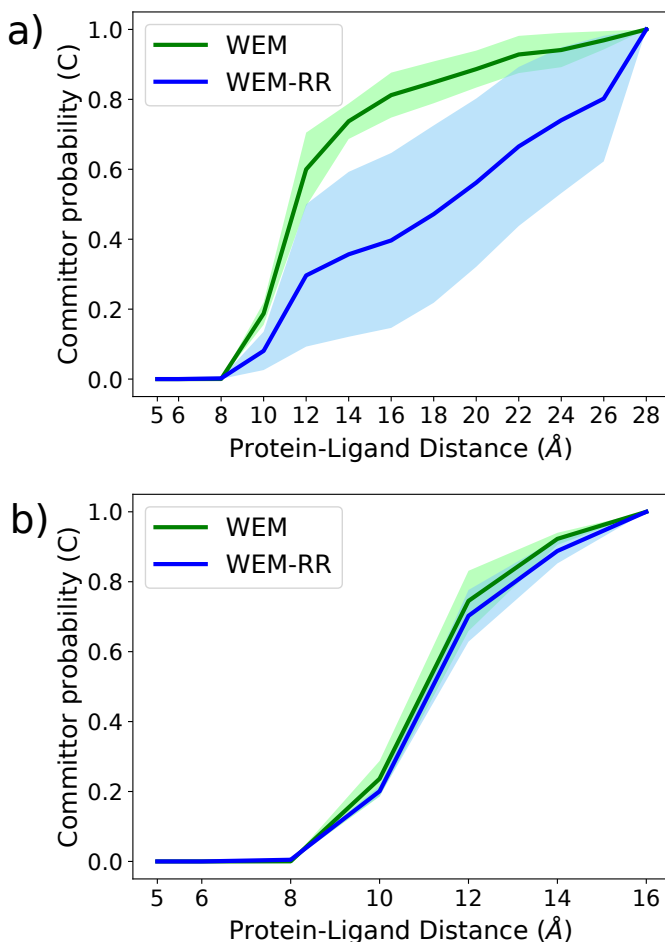 a)
WEM
WEM-RR
Committor probability (C)
1.0
0.8
0.6
0.4
0.2
0.0
5 6 8 10 12 14 16 18 20 22 24 26 28
Protein-Ligand Distance (Å)
b)
WEM
WEM-RR
Committor probability (C)
1.0
0.8
0.6
0.4
0.2
0.0
5 6 8 10 12 14 16
Protein-Ligand Distance (Å)